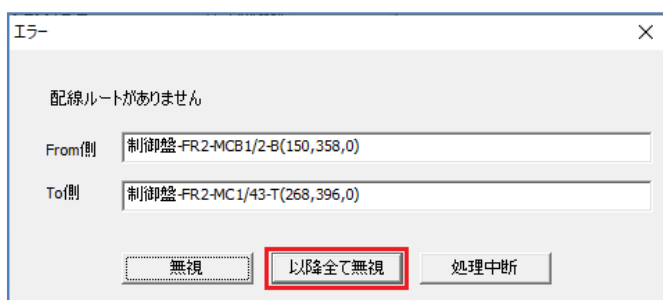 エラー
配線ルートがありません
From側 制御盤-FR2-MCB1/2-B(150,358,0)
To側 制御盤-FR2-MC1/43-T(268,396,0)
無視 以降全て無視 処理中断